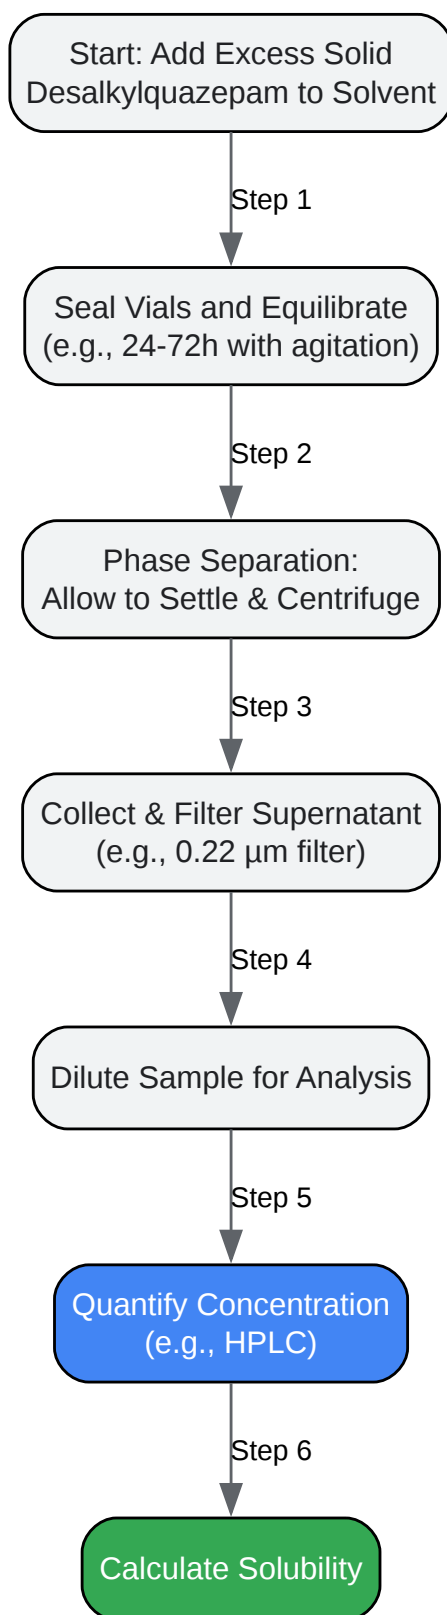 Start: Add Excess Solid
Desalkylquazepam to Solvent
Step 1
Seal Vials and Equilibrate
(e.g., 24-72h with agitation)
Step 2
Phase Separation:
Allow to Settle & Centrifuge
Step 3
Collect & Filter Supernatant
(e.g., 0.22 µm filter)
Step 4
Dilute Sample for Analysis
Step 5
Quantify Concentration
(e.g., HPLC)
Step 6
Calculate Solubility